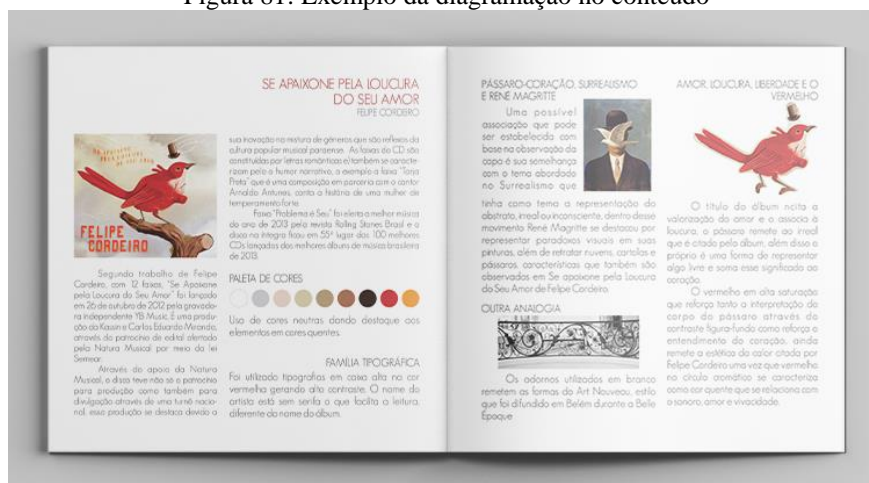 Figura 81: Exemplo da diagramação no conteúdo
SE APAIXONE PELA LOUCURA
DO SEU AMOR
FELIPE CORDEIRO
SE APAIXONE
PELA LOUCURA
DO SEU AMOR
FELIPE
CORDEIRO
Segundo trabalho de Felipe
Cordeiro, com 12 faixas, "Se Apaixone
pela Loucura do Seu Amor" foi lançado
em 26 de outubro de 2012 pela gravado-
ra independente YB Music. É uma produ-
ção da Kassin e Carlos Eduardo Miranda,
através do patrocínio de edital ofertado
pela Natura Musical por meio da lei
Semear.
Através do apoio da Natura
Musical, o disco teve não só o patrocínio
para produção como também para
divulgação através de uma turnê nacio-
nal, essa produção se destaca devido a
sua inovação na mistura de gêneros que são reflexos da
cultura popular musical paraense. As faixas do CD são
constituídas por letras românticas e/também se caracte-
rizam pelo o humor narrativo, a exemplo a faixa "Tarja
Preta" que é uma composição em parceria com o cantor
Arnaldo Antunes, conta a história de uma mulher de
temperamento forte.
Faixa "Problema é Seu" foi eleita a melhor música
do ano de 2013 pela revista Rolling Stones Brasil e o
disco na íntegra ficou em 55º lugar dos 100 melhores
CDs lançados dos melhores álbuns de música brasileira
de 2013.
PALETA DE CORES
Uso de cores neutras dando destaque aos
elementos em cores quentes.
FAMÍLIA TIPOGRÁFICA
Foi utilizado tipografias em caixa alta na cor
vermelha gerando alto contraste. O nome do
artista está sem serifa o que facilita a leitura,
diferente do nome do álbum.
PÁSSARO-CORAÇÃO, SURREALISMO
E RENÉ MAGRITTE
Uma possível
associação que pode
ser estabelecida com
base na observação da
capa é sua semelhança
com o tema abordado
no Surrealismo que
tinha como tema a representação do
abstrato, irreal ou inconsciente, dentro desse
movimento René Magritte se destacou por
representar paradoxos visuais em suas
pinturas, além de retratar nuvens, cartolas e
pássaros, características que também são
observados em Se apaixone pela Loucura
do Seu Amor de Felipe Cordeiro.
OUTRA ANALOGIA
Os adornos utilizados em branco
remetem as formas do Art Nouveau, estilo
que foi difundido em Belém durante a Belle
Époque
AMOR, LOUCURA, LIBERDADE E O
VERMELHO
O título do álbum ncita a
valorização do amor e o associa à
loucura, o pássaro remete ao irreal
que é citado pelo álbum, além disso o
próprio é uma forma de representar
algo livre e soma esse significado ao
coração.
O vermelho em alta saturação
que reforça tanto a interpretação do
corpo do pássaro através do
contraste figura-fundo como reforça o
entendimento do coração, ainda
remete a estética do calor citada por
Felipe Cordeiro uma vez que vermelho
no círculo cromático se caracteriza
como cor quente que se relaciona com
o sonoro, amor e vivacidade.